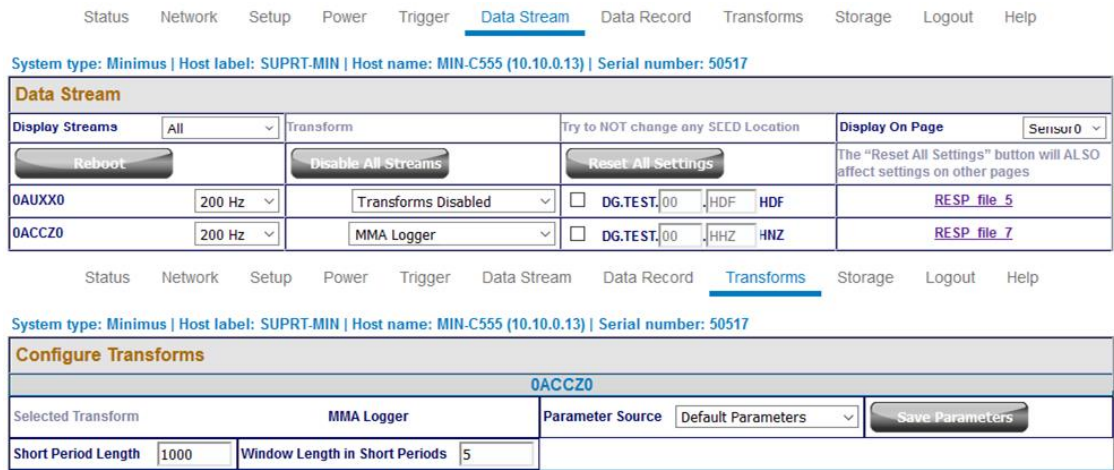 Status Network Setup Power Trigger Data Stream Data Record Transforms Storage Logout Help
System type: Minimus | Host label: SUPRT-MIN | Host name: MIN-C555 (10.10.0.13) | Serial number: 50517
Data Stream
Display Streams All Transform Try to NOT change any SEED Location Display On Page Sensor0
Reboot Disable All Streams Reset All Settings The "Reset All Settings" button will ALSO
affect settings on other pages
0AUXX0 200 Hz Transforms Disabled DG.TEST. 00 . HDF HDF RESP file 5
0ACCZ0 200 Hz MMA Logger DG.TEST. 00 . HHZ HNZ RESP file 7
Status Network Setup Power Trigger Data Stream Data Record Transforms Storage Logout Help
System type: Minimus | Host label: SUPRT-MIN | Host name: MIN-C555 (10.10.0.13) | Serial number: 50517
Configure Transforms
0ACCZ0
Selected Transform MMA Logger Parameter Source Default Parameters Save Parameters
Short Period Length 1000 Window Length in Short Periods 5